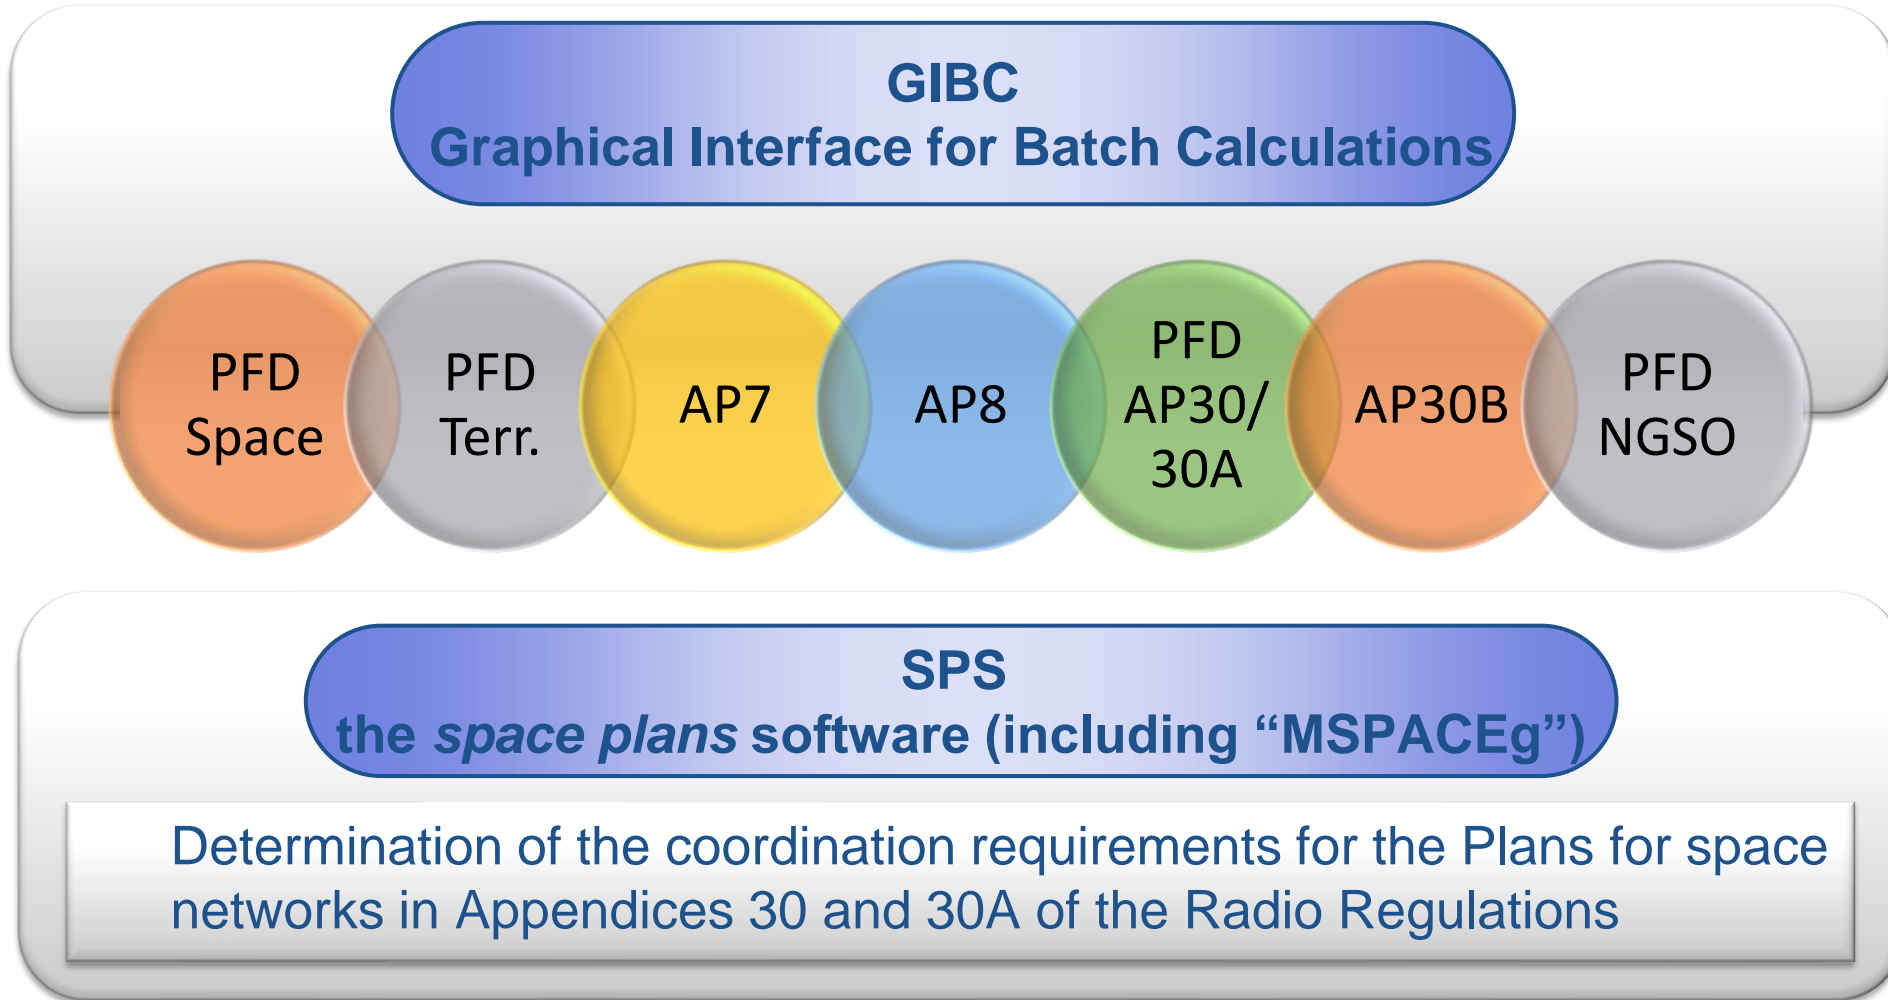 GIBC
Graphical Interface for Batch Calculations
PFD
Space
PFD
Terr.
AP7
AP8
PFD
AP30/
30A
AP30B
PFD
NGSO
SPS
the space plans software (including “MSPACEg”)
Determination of the coordination requirements for the Plans for space
networks in Appendices 30 and 30A of the Radio Regulations